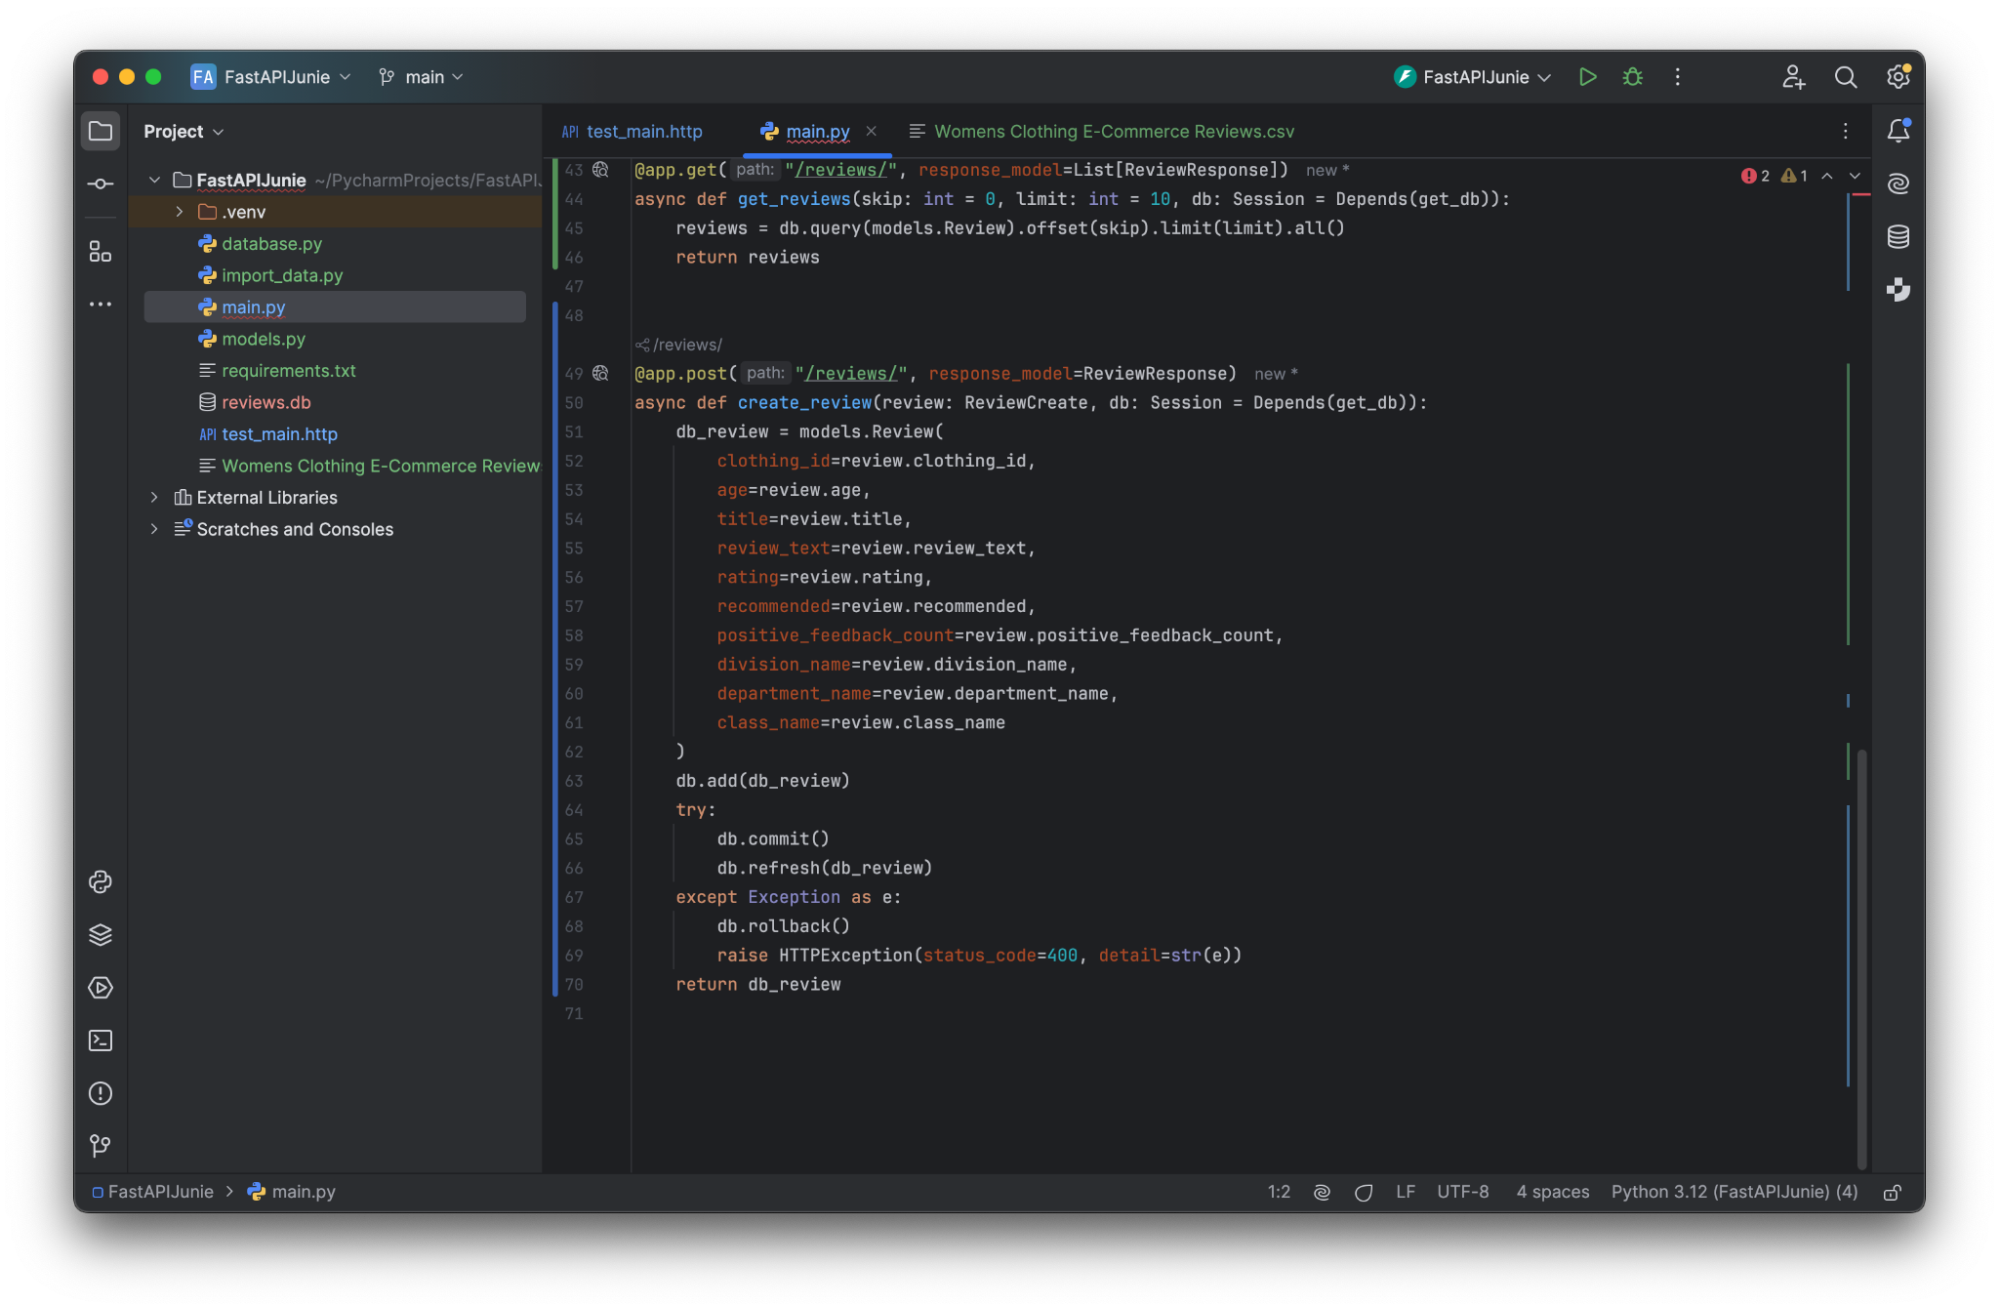 FA FastAPIJunie main FastAPIJunie
Project
FastAPIJunie ~/PycharmProjects/FastAPI
.venv
database.py
import_data.py
main.py
models.py
requirements.txt
reviews.db
API test_main.http
Womens Clothing E-Commerce Review
External Libraries
Scratches and Consoles
API test_main.http main.py Womens Clothing E-Commerce Reviews.csv
2 1
43 @app.get( path: "/reviews/", response_model=List[ReviewResponse]) new *
44 async def get_reviews(skip: int = 0, limit: int = 10, db: Session = Depends(get_db)):
45 reviews = db.query(models.Review).offset(skip).limit(limit).all()
46 return reviews
47
48
/reviews/
49 @app.post( path: "/reviews/", response_model=ReviewResponse) new *
50 async def create_review(review: ReviewCreate, db: Session = Depends(get_db)):
51 db_review = models.Review(
52 clothing_id=review.clothing_id,
53 age=review.age,
54 title=review.title,
55 review_text=review.review_text,
56 rating=review.rating,
57 recommended=review.recommended,
58 positive_feedback_count=review.positive_feedback_count,
59 division_name=review.division_name,
60 department_name=review.department_name,
61 class_name=review.class_name
62 )
63 db.add(db_review)
64 try:
65 db.commit()
66 db.refresh(db_review)
67 except Exception as e:
68 db.rollback()
69 raise HTTPException(status_code=400, detail=str(e))
70 return db_review
71
FastAPIJunie > main.py 1:2 LF UTF-8 4 spaces Python 3.12 (FastAPIJunie) (4)